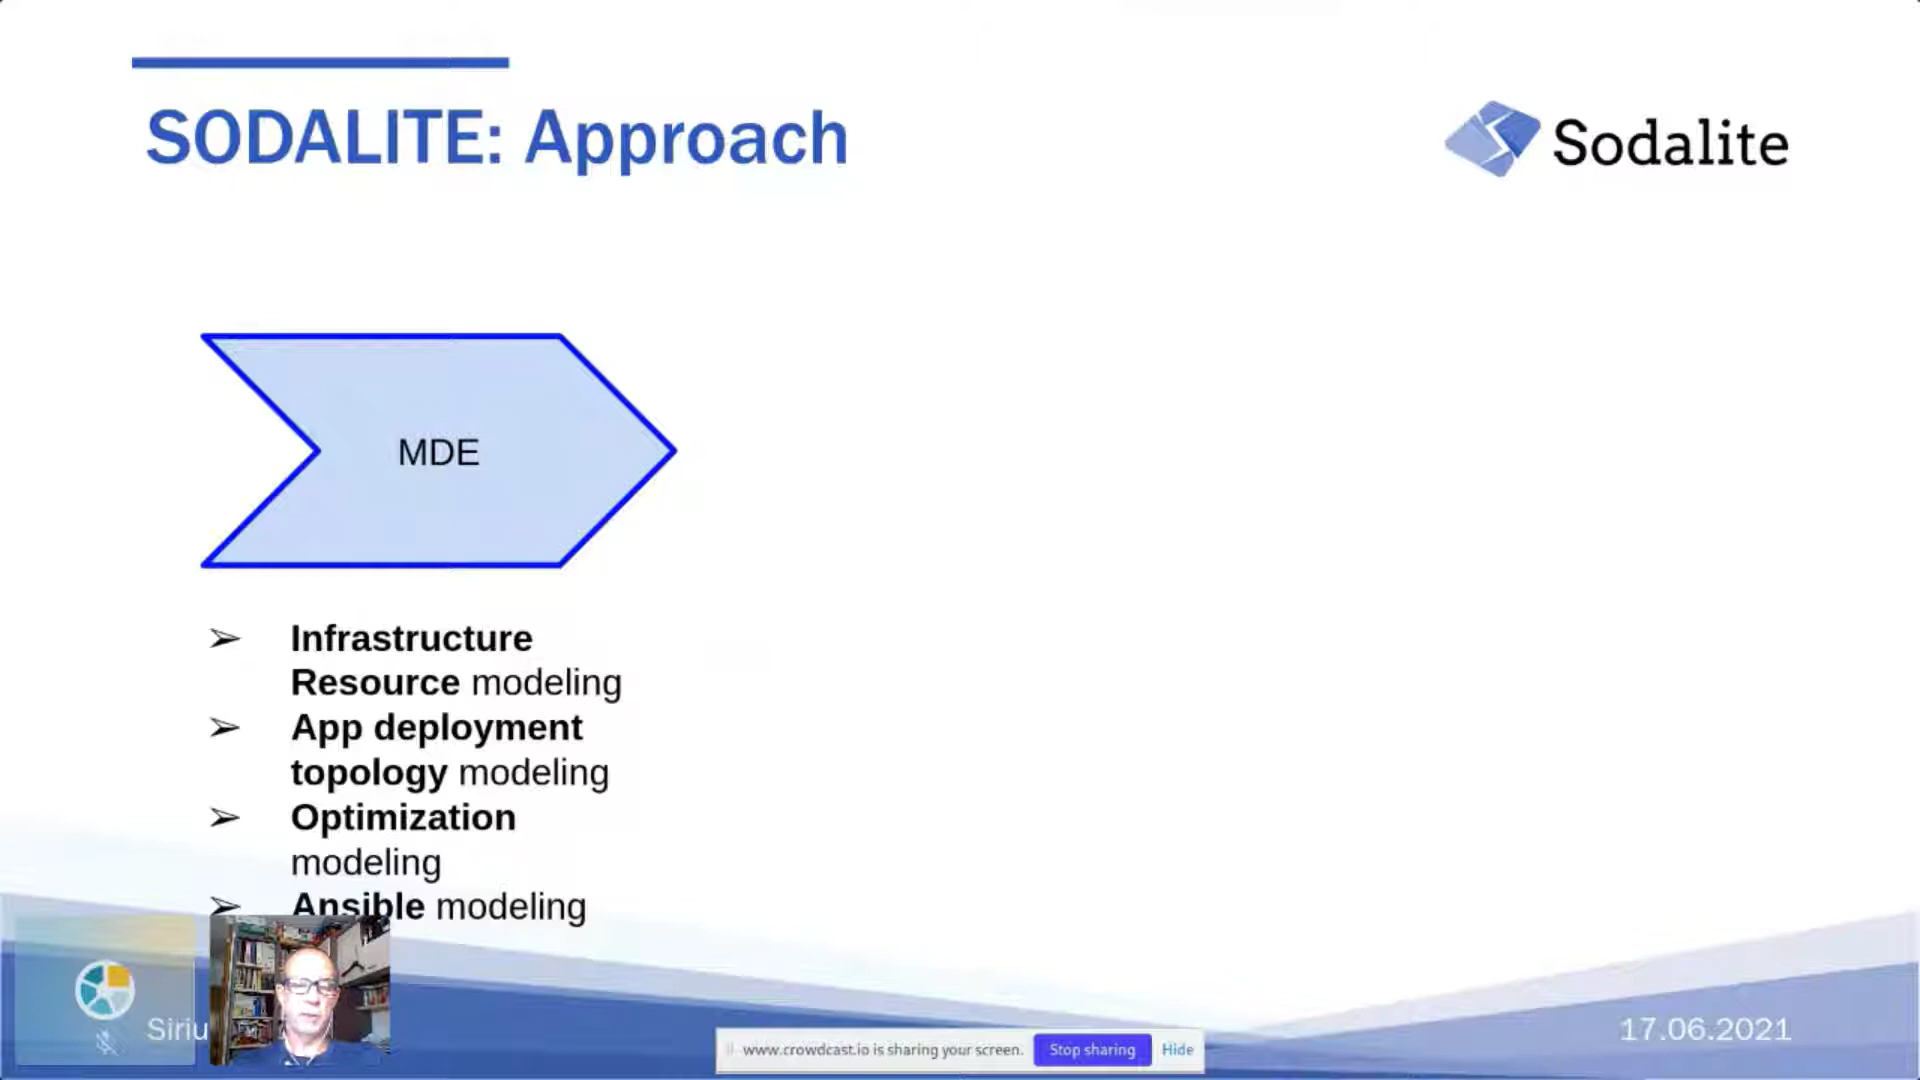 SODALITE: Approach
Sodalite
MDE
➢ Infrastructure
Resource modeling
➢ App deployment
topology modeling
➢ Optimization
modeling
➢ Ansible modeling
Siriu
17.06.2021
www.crowdcast.io is sharing your screen.
Stop sharing
Hide